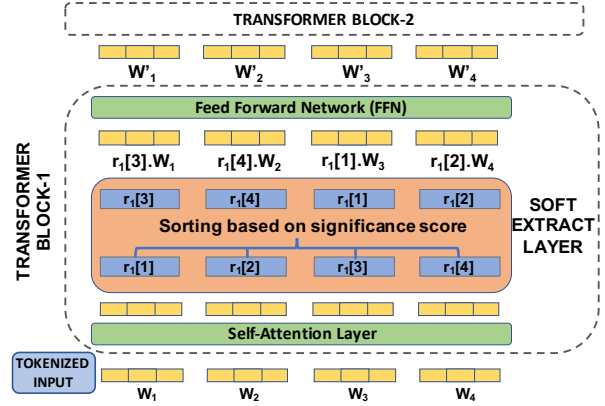 TRANSFORMER BLOCK-2
W'1 W'2 W'3 W'4
Feed Forward Network (FFN)
r1[3].W1 r1[4].W2 r1[1].W3 r1[2].W4
r1[3] r1[4] r1[1] r1[2]
Sorting based on significance score
r1[1] r1[2] r1[3] r1[4]
Self-Attention Layer
W1 W2 W3 W4
TRANSFORMER
BLOCK-1
SOFT
EXTRACT
LAYER
TOKENIZED
INPUT